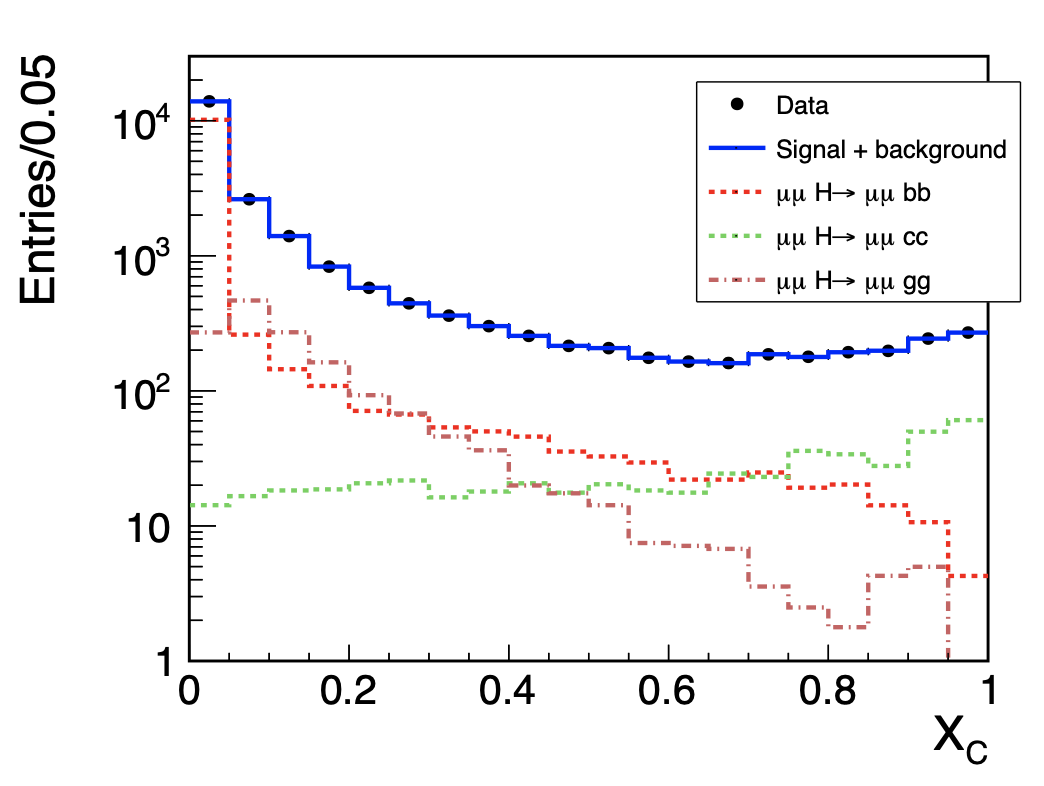 Entries/0.05
10⁴
10³
10²
10
1
0 0.2 0.4 0.6 0.8 1
X_C
Data
Signal + background
μμ H→ μμ bb
μμ H→ μμ cc
μμ H→ μμ gg